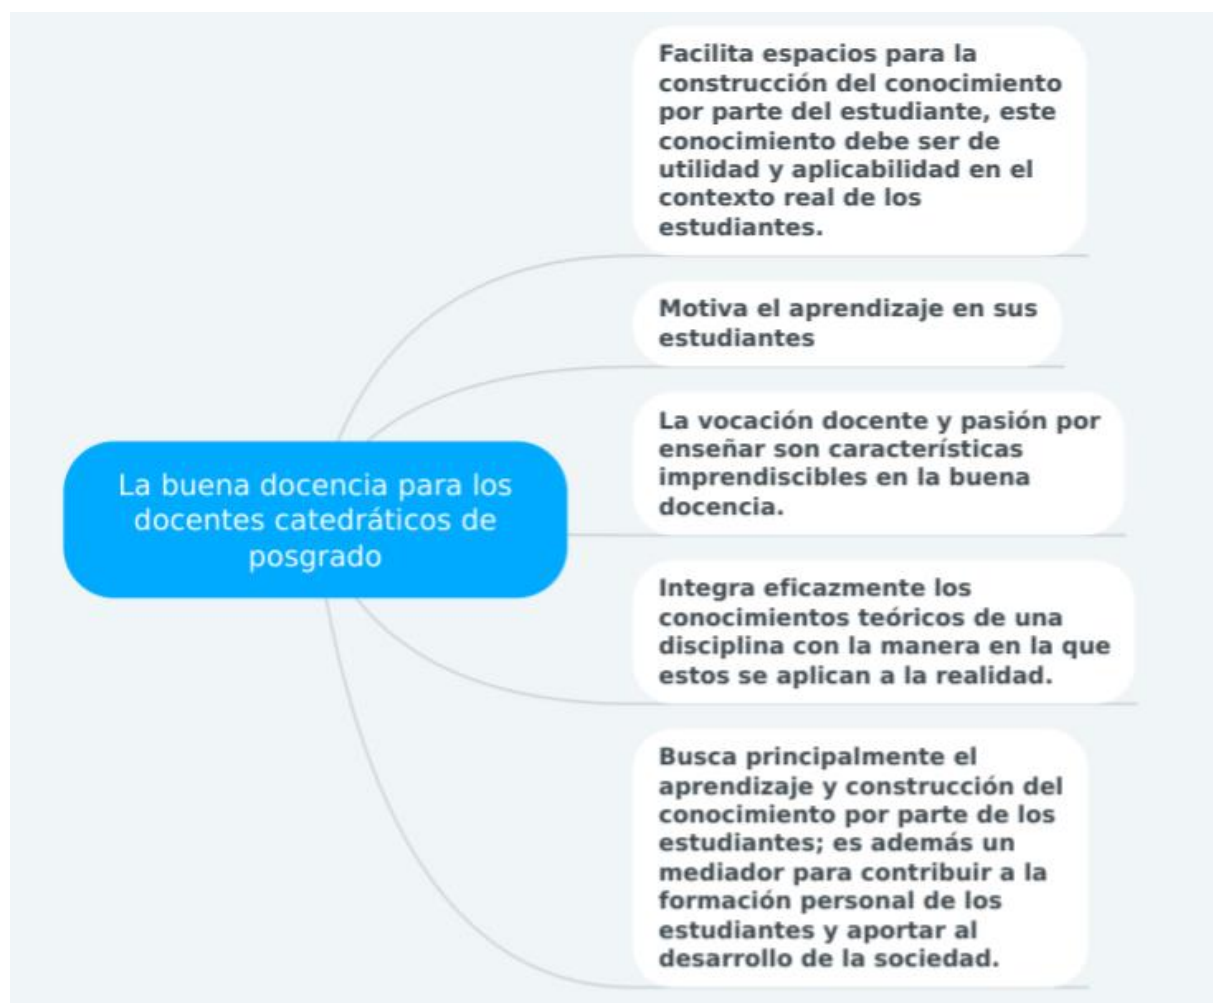 Facilita espacios para la
construcción del conocimiento
por parte del estudiante, este
conocimiento debe ser de
utilidad y aplicabilidad en el
contexto real de los
estudiantes.
Motiva el aprendizaje en sus
estudiantes
La vocación docente y pasión por
enseñar son características
imprendiscibles en la buena
docencia.
La buena docencia para los
docentes catedráticos de
posgrado
Integra eficazmente los
conocimientos teóricos de una
disciplina con la manera en la que
estos se aplican a la realidad.
Busca principalmente el
aprendizaje y construcción del
conocimiento por parte de los
estudiantes; es además un
mediador para contribuir a la
formación personal de los
estudiantes y aportar al
desarrollo de la sociedad.